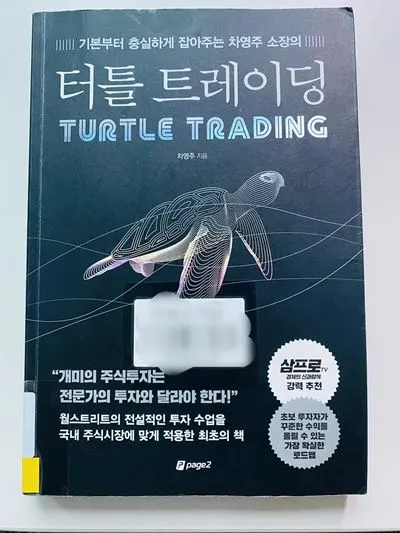 기본부터 충실하게 잡아주는 차영주 소장의
터틀 트레이딩
TURTLE TRADING
차영주 지음
“개미의 주식투자는
전문가의 투자와 달라야 한다!”
월스트리트의 전설적인 투자 수업을
국내 주식시장에 맞게 적용한 최초의 책
삼프로TV
경제의 신과함께
강력 추천
초보 투자자가
꾸준한 수익을
올릴 수 있는
가장 확실한
로드맵
page2